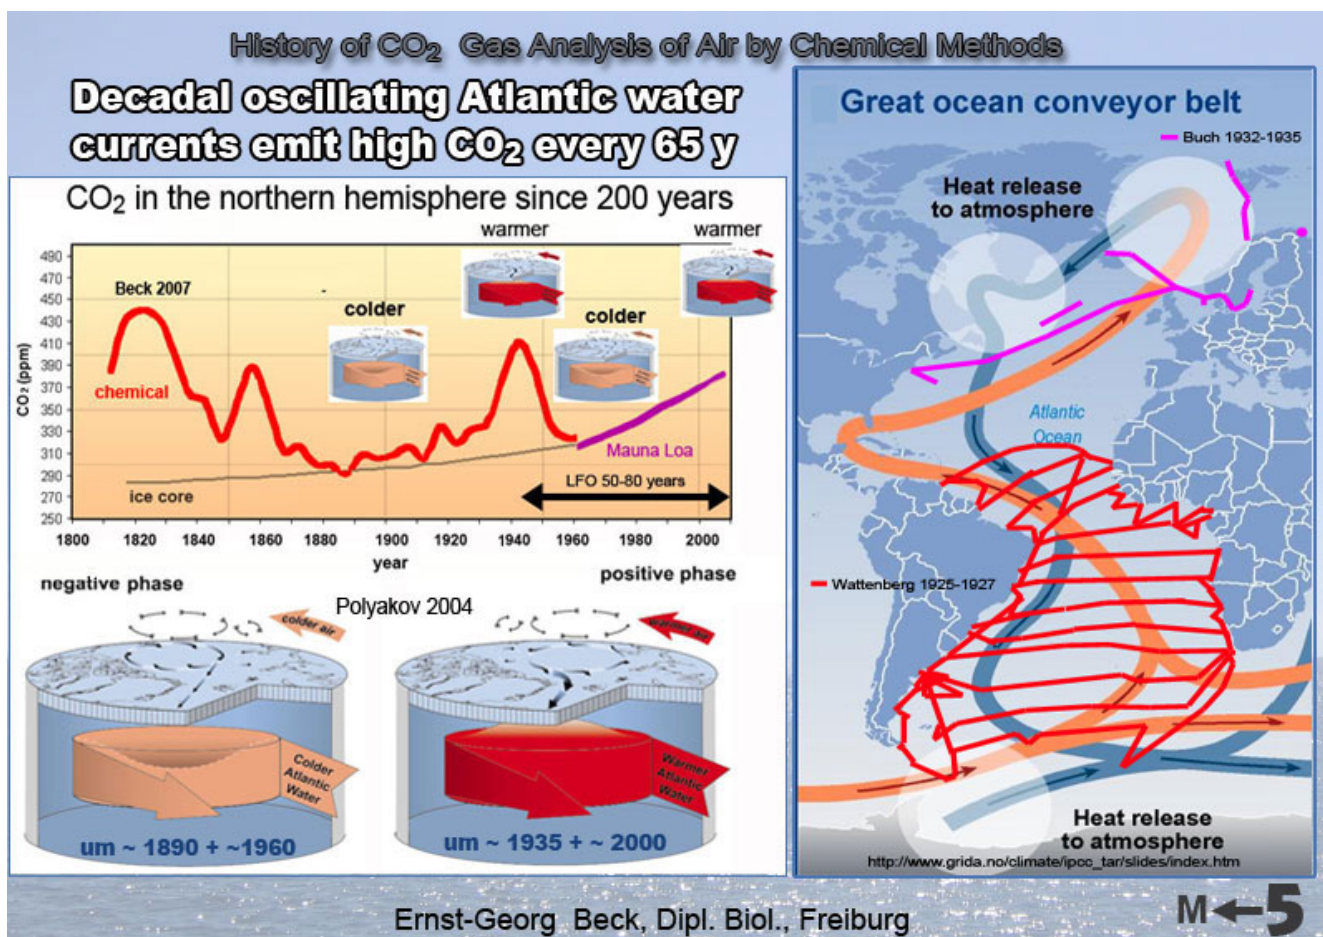 History of CO₂ Gas Analysis of Air by Chemical Methods
Decadal oscillating Atlantic water
currents emit high CO₂ every 65 y
CO₂ in the northern hemisphere since 200 years
warmer
warmer
490
470
450
430
410
390
370
350
330
310
290
270
250
CO₂ (ppm)
Beck 2007
colder
colder
chemical
Mauna Loa
ice core
LFO 50-80 years
1800
1820
1840
1860
1880
1900
1920
1940
1960
1980
2000
year
negative phase
positive phase
Polyakov 2004
colder air
warmer air
Colder
Atlantic
Water
Warmer
Atlantic
Water
um ~ 1890 + ~1960
um ~ 1935 + ~ 2000
Great ocean conveyor belt
Buch 1932-1935
Heat release
to atmosphere
Atlantic
Ocean
Wattenberg 1925-1927
Heat release
to atmosphere
http://www.grida.no/climate/ipcc_tar/slides/index.htm
Ernst-Georg Beck, Dipl. Biol., Freiburg
M←5